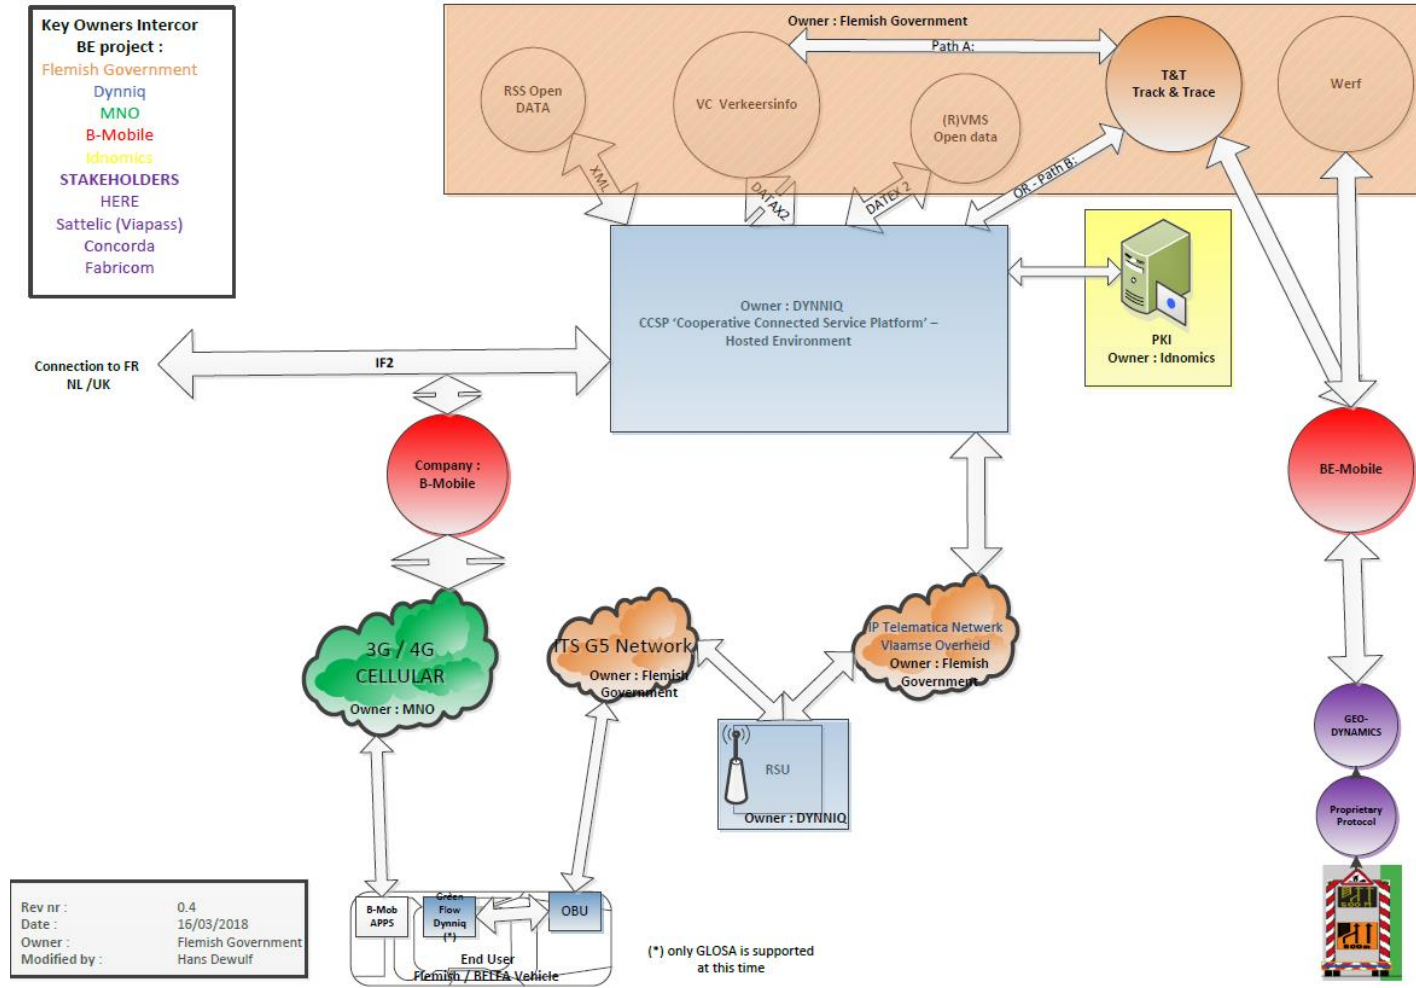 Key Owners Intercor
BE project :
Flemish Government
Dynniq
MNO
B-Mobile
Idnomics
STAKEHOLDERS
HERE
Sattelic (Viapass)
Concorda
Fabricom
Owner : Flemish Government
Path A:
RSS Open
DATA
VC Verkeersinfo
(R)VMS
Open data
T&T
Track & Trace
Werf
XML
DATAX2
DATEX 2
OR - Path B:
Owner : DYNNIQ
CCSP ‘Cooperative Connected Service Platform’ –
Hosted Environment
PKI
Owner : Idnomics
Connection to FR
NL /UK
IF2
Company :
B-Mobile
BE-Mobile
3G / 4G
CELLULAR
Owner : MNO
ITS G5 Network
Owner : Flemish
Government
IP Telematica Netwerk
Vlaamse Overheid
Owner : Flemish
Government
RSU
Owner : DYNNIQ
GEO-
DYNAMICS
Proprietary
Protocol
B-Mob
APPS
Green
Flow
Dynniq
(*)
OBU
End User
Flemish / BELFA Vehicle
(*) only GLOSA is supported
at this time
Rev nr : 0.4
Date : 16/03/2018
Owner : Flemish Government
Modified by : Hans Dewulf